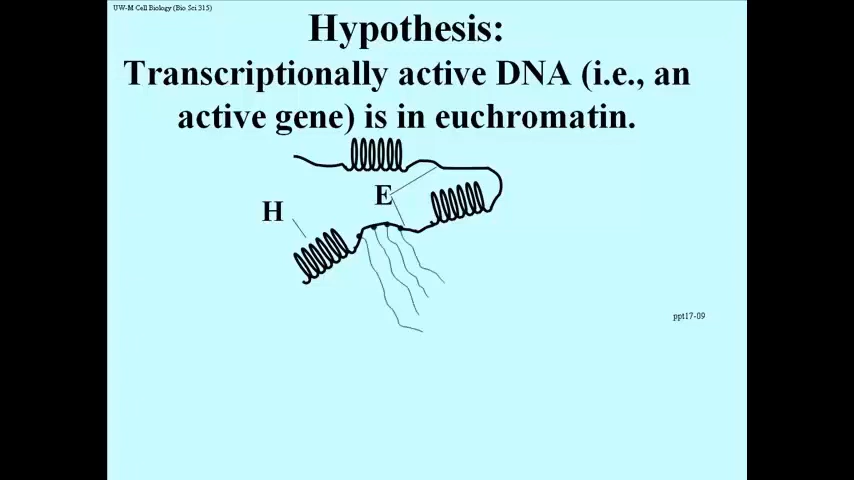 UW-M Cell Biology (Bio Sci 315)
Hypothesis:
Transcriptionally active DNA (i.e., an
active gene) is in euchromatin.
E
H
ppt17-09